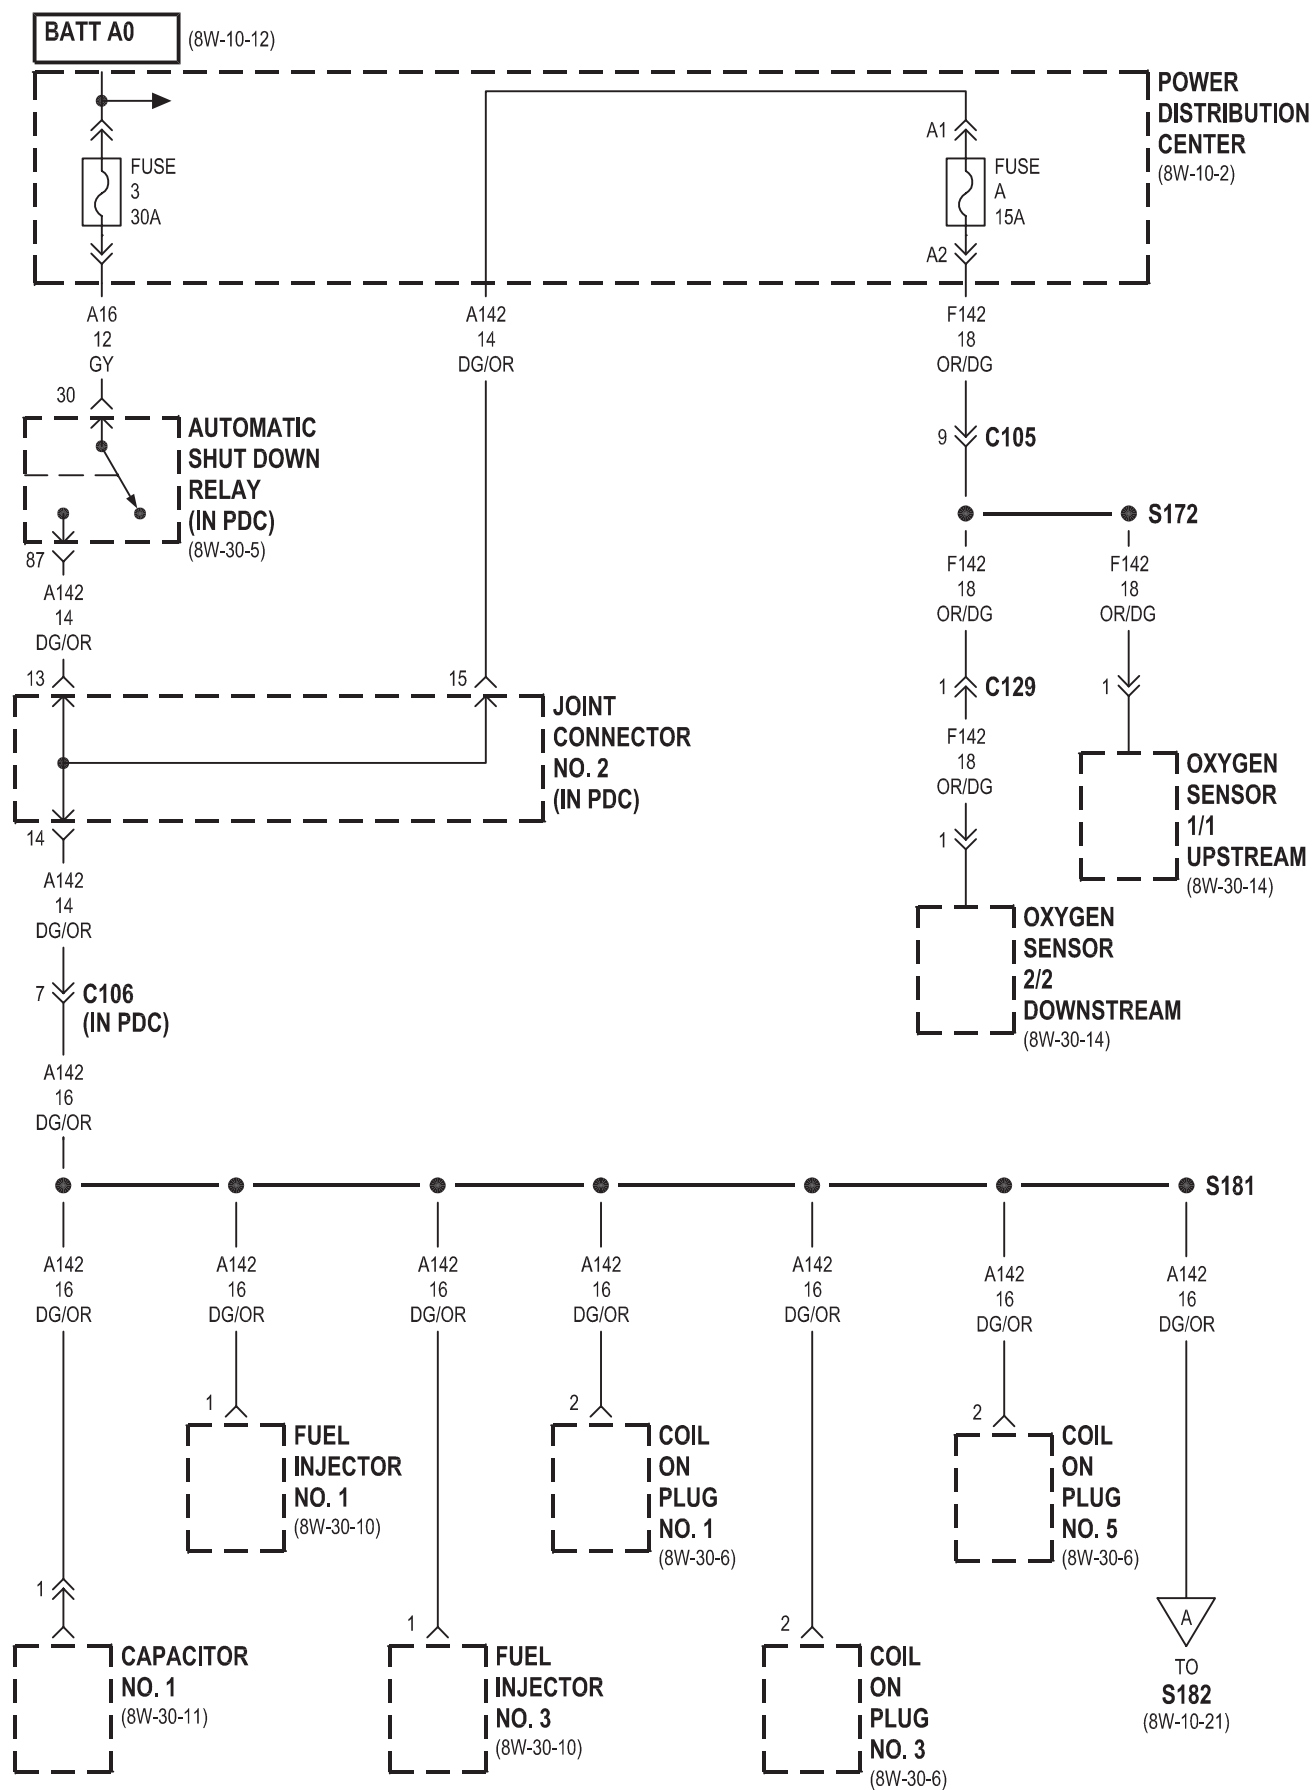 BATT A0
(8W-10-12)
POWER
DISTRIBUTION
CENTER
(8W-10-2)
FUSE
3
30A
A1
FUSE
A
15A
A2
A16
12
GY
A142
14
DG/OR
F142
18
OR/DG
30
AUTOMATIC
SHUT DOWN
RELAY
(IN PDC)
(8W-30-5)
9
C105
S172
87
A142
14
DG/OR
F142
18
OR/DG
F142
18
OR/DG
13
15
1
C129
1
JOINT
CONNECTOR
NO. 2
(IN PDC)
F142
18
OR/DG
OXYGEN
SENSOR
1/1
UPSTREAM
(8W-30-14)
14
1
A142
14
DG/OR
OXYGEN
SENSOR
2/2
DOWNSTREAM
(8W-30-14)
7
C106
(IN PDC)
A142
16
DG/OR
S181
A142
16
DG/OR
A142
16
DG/OR
A142
16
DG/OR
A142
16
DG/OR
A142
16
DG/OR
A142
16
DG/OR
A142
16
DG/OR
1
FUEL
INJECTOR
NO. 1
(8W-30-10)
2
COIL
ON
PLUG
NO. 1
(8W-30-6)
2
COIL
ON
PLUG
NO. 5
(8W-30-6)
1
CAPACITOR
NO. 1
(8W-30-11)
1
FUEL
INJECTOR
NO. 3
(8W-30-10)
2
COIL
ON
PLUG
NO. 3
(8W-30-6)
A
TO
S182
(8W-10-21)